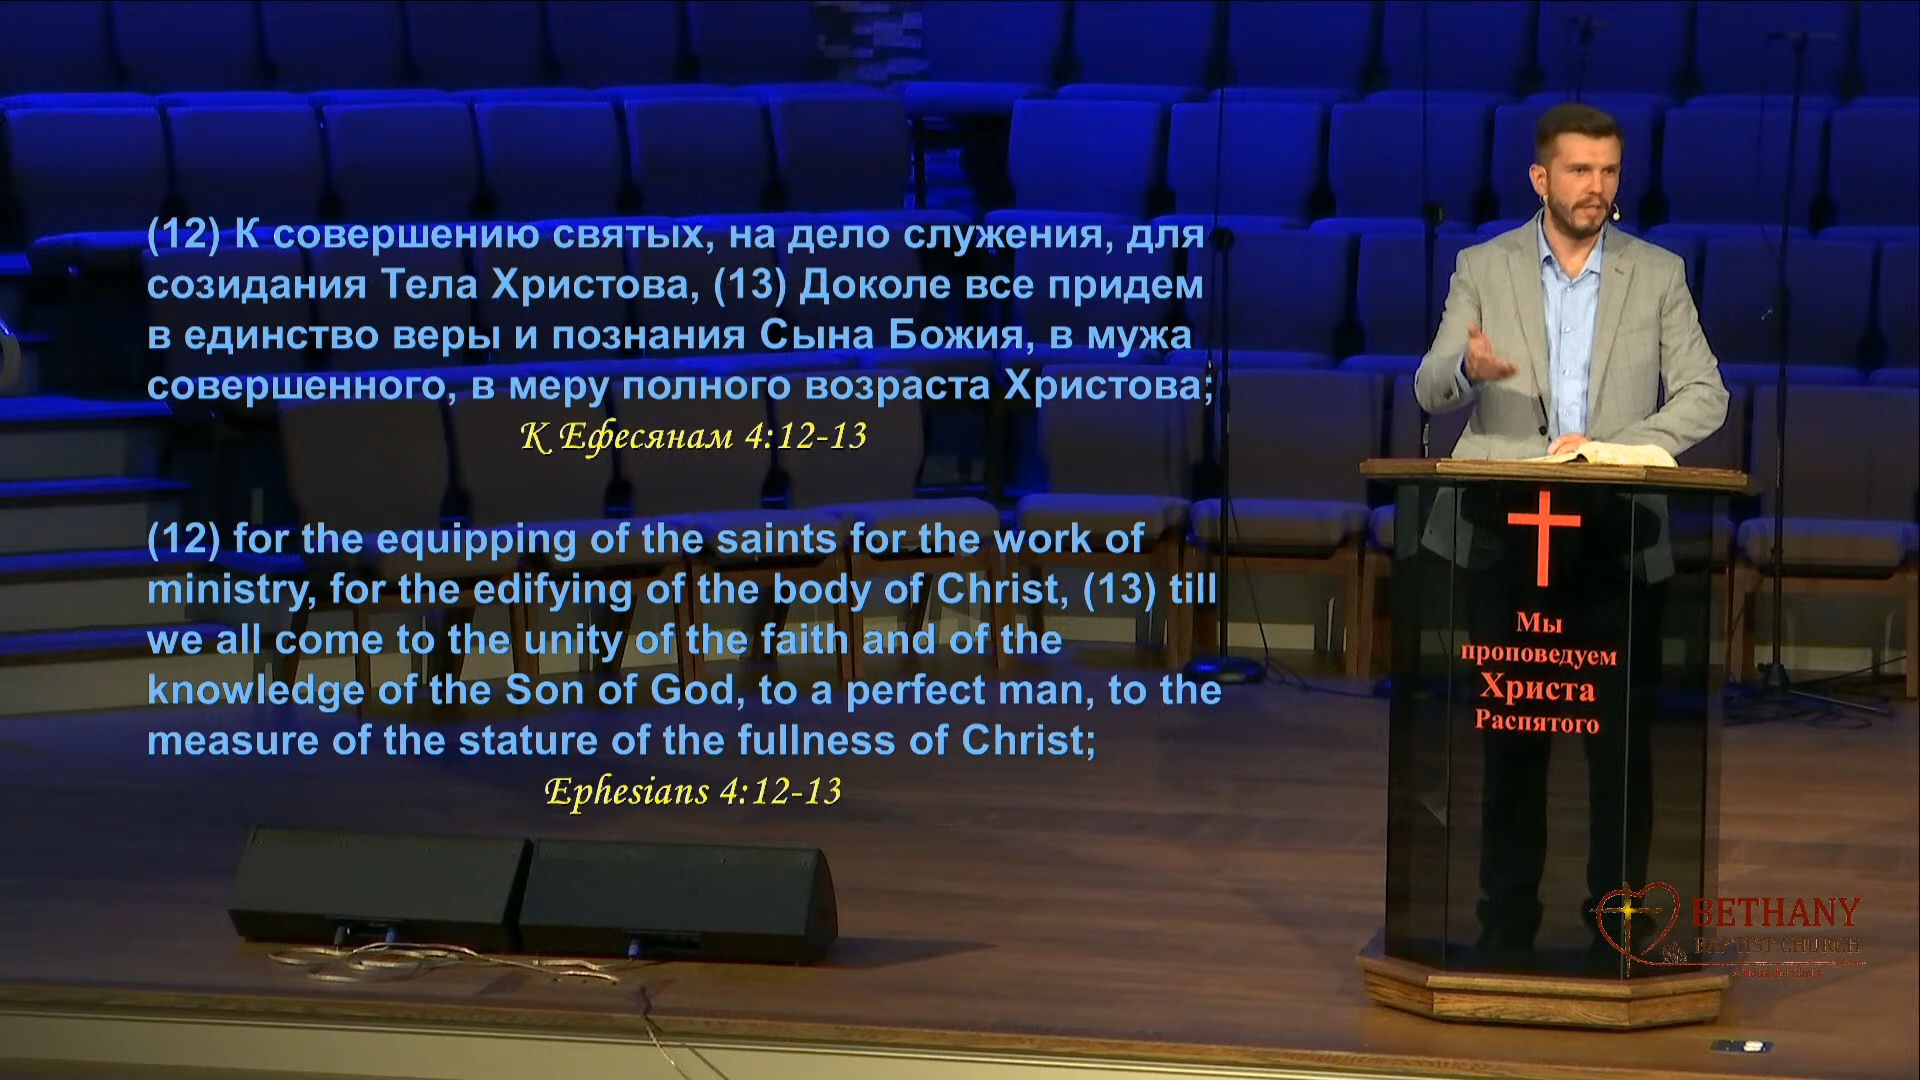 (12) К совершению святых, на дело служения, для
созидания Тела Христова, (13) Доколе все придем
в единство веры и познания Сына Божия, в мужа
совершенного, в меру полного возраста Христова;
К Ефесянам 4:12-13
(12) for the equipping of the saints for the work of
ministry, for the edifying of the body of Christ, (13) till
we all come to the unity of the faith and of the
knowledge of the Son of God, to a perfect man, to the
measure of the stature of the fullness of Christ;
Ephesians 4:12-13
Мы
проповедуем
Христа
Распятого
BETHANY
BAPTIST CHURCH